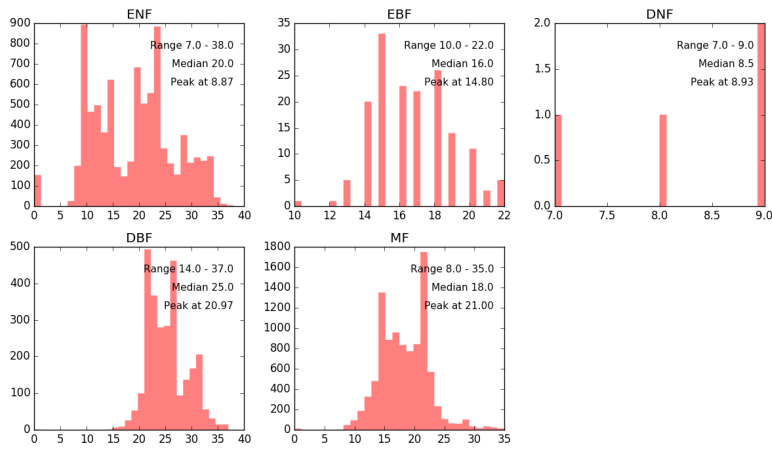 ENF
900
800
700
600
500
400
300
200
100
0
Range 7.0 - 38.0
Median 20.0
Peak at 8.87
0 5 10 15 20 25 30 35 40
EBF
35
30
25
20
15
10
5
0
Range 10.0 - 22.0
Median 16.0
Peak at 14.80
10 12 14 16 18 20 22
DNF
2.0
1.5
1.0
0.5
0.0
Range 7.0 - 9.0
Median 8.5
Peak at 8.93
7.0 7.5 8.0 8.5 9.0
DBF
500
400
300
200
100
0
Range 14.0 - 37.0
Median 25.0
Peak at 20.97
0 5 10 15 20 25 30 35 40
MF
1800
1600
1400
1200
1000
800
600
400
200
0
Range 8.0 - 35.0
Median 18.0
Peak at 21.00
0 5 10 15 20 25 30 35